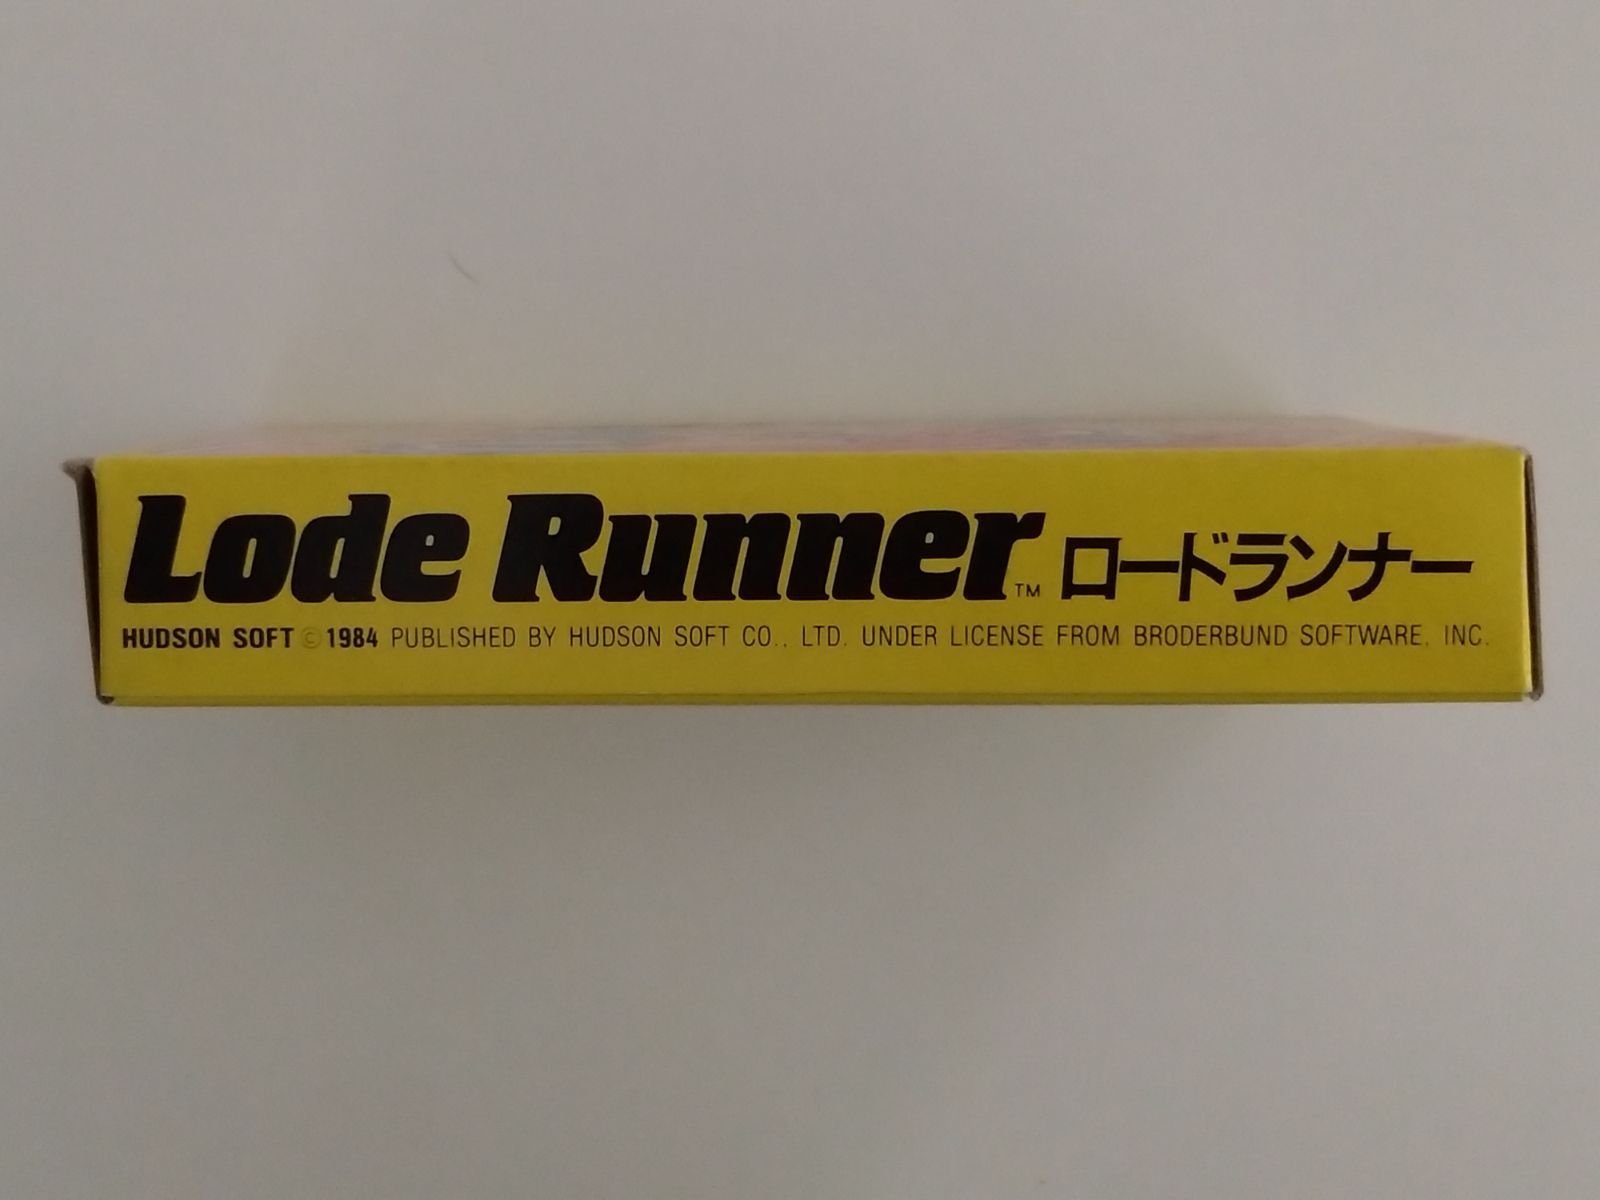 Lode Runner™ ロードランナー
HUDSON SOFT © 1984 PUBLISHED BY HUDSON SOFT CO., LTD. UNDER LICENSE FROM BRODERBUND SOFTWARE, INC.